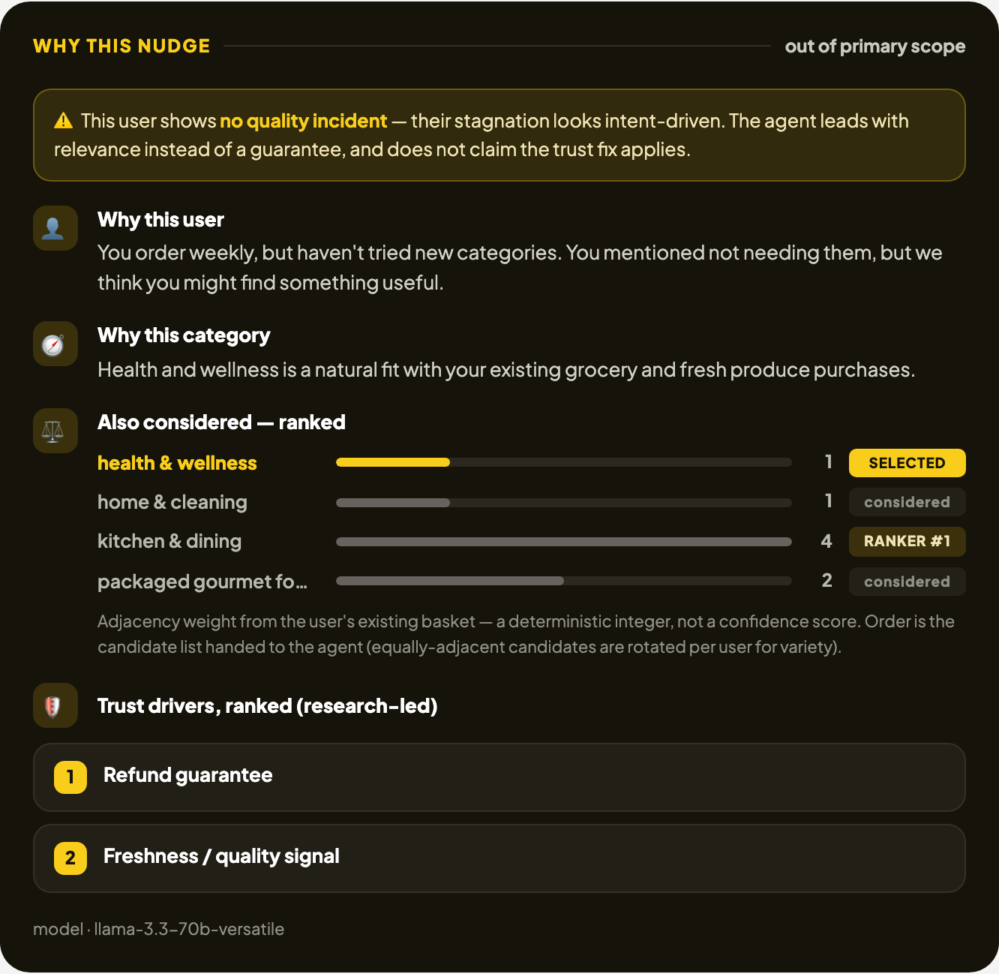 WHY THIS NUDGE
out of primary scope
⚠️ This user shows no quality incident — their stagnation looks intent-driven. The agent leads with
relevance instead of a guarantee, and does not claim the trust fix applies.
Why this user
You order weekly, but haven't tried new categories. You mentioned not needing them, but we
think you might find something useful.
Why this category
Health and wellness is a natural fit with your existing grocery and fresh produce purchases.
Also considered — ranked
health & wellness 1 SELECTED
home & cleaning 1 considered
kitchen & dining 4 RANKER #1
packaged gourmet fo... 2 considered
Adjacency weight from the user's existing basket — a deterministic integer, not a confidence score. Order is the
candidate list handed to the agent (equally-adjacent candidates are rotated per user for variety).
Trust drivers, ranked (research-led)
1 Refund guarantee
2 Freshness / quality signal
model · llama-3.3-70b-versatile